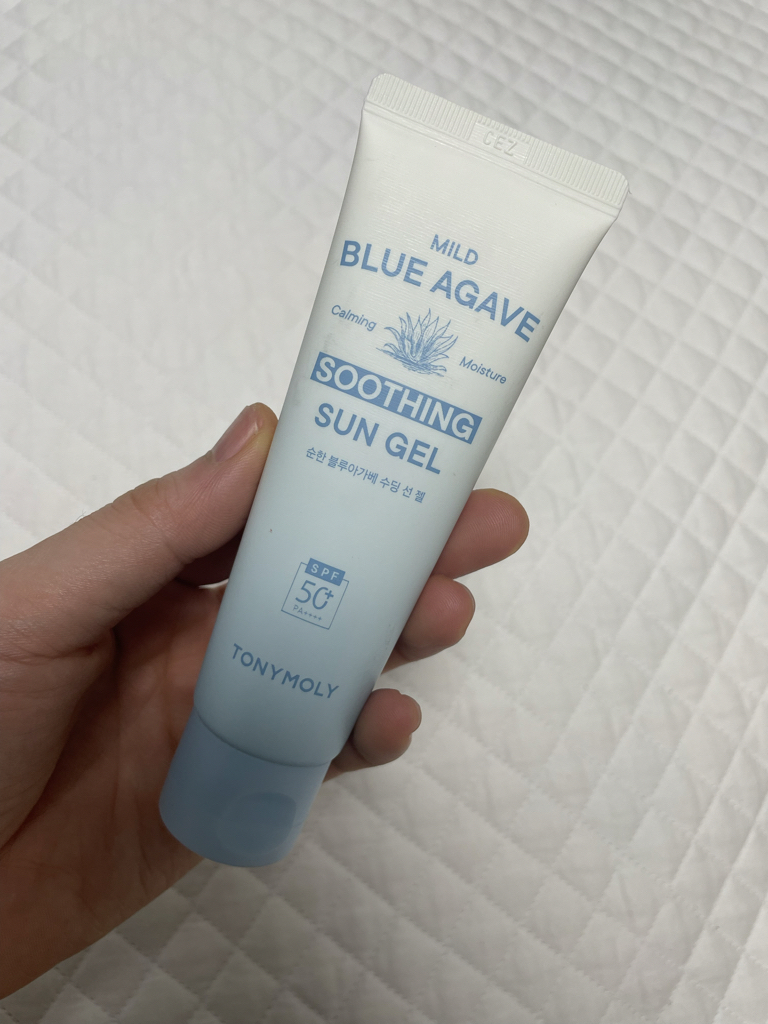 MILD
BLUE AGAVE
Calming
Moisture
SOOTHING
SUN GEL
순한 블루아가베 수딩 선 젤
SPF
50+
PA++++
TONYMOLY